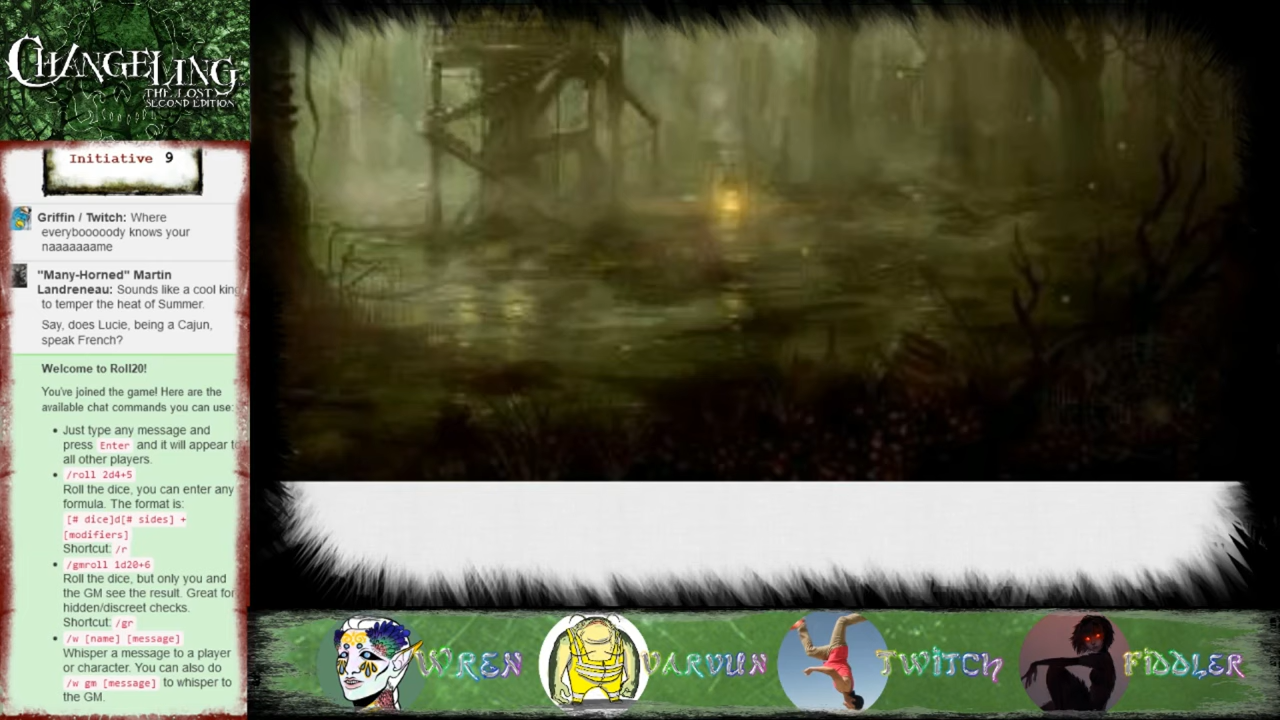 CHANGELING
THE LOST
SECOND EDITION
Initiative 9
Griffin / Twitch: Where
everybooooody knows your
naaaaaaame
"Many-Horned" Martin
Landreneau: Sounds like a cool king
to temper the heat of Summer.
Say, does Lucie, being a Cajun,
speak French?
Welcome to Roll20!
You've joined the game! Here are the
available chat commands you can use:
• Just type any message and
press Enter and it will appear to
all other players.
• /roll 2d4+5
Roll the dice, you can enter any
formula. The format is:
[# dice]d[# sides] +
[modifiers]
Shortcut: /r
• /gmroll 1d20+6
Roll the dice, but only you and
the GM see the result. Great for
hidden/discreet checks.
Shortcut: /gr
• /w [name] [message]
Whisper a message to a player
or character. You can also do
/w gm [message] to whisper to
the GM.
WREN VARVUN TWITCH FIDDLER